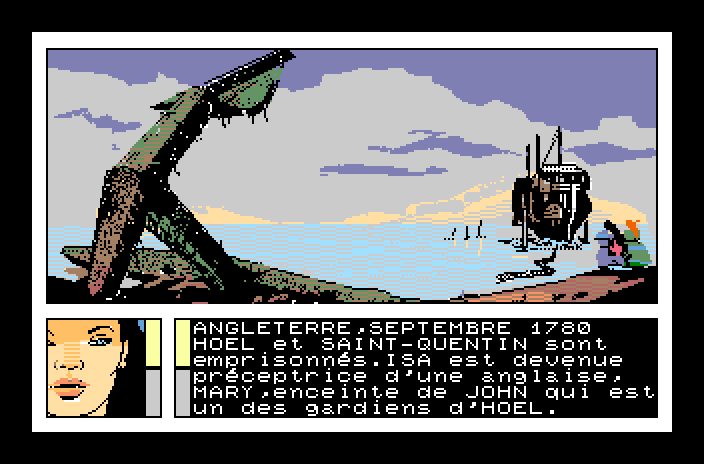 ANGLETERRE,SEPTEMBRE 1780
HOEL et SAINT-QUENTIN sont
emprisonnés.ISA est devenue
préceptrice d'une anglaise,
MARY,enceinte de JOHN qui est
un des gardiens d'HOEL.